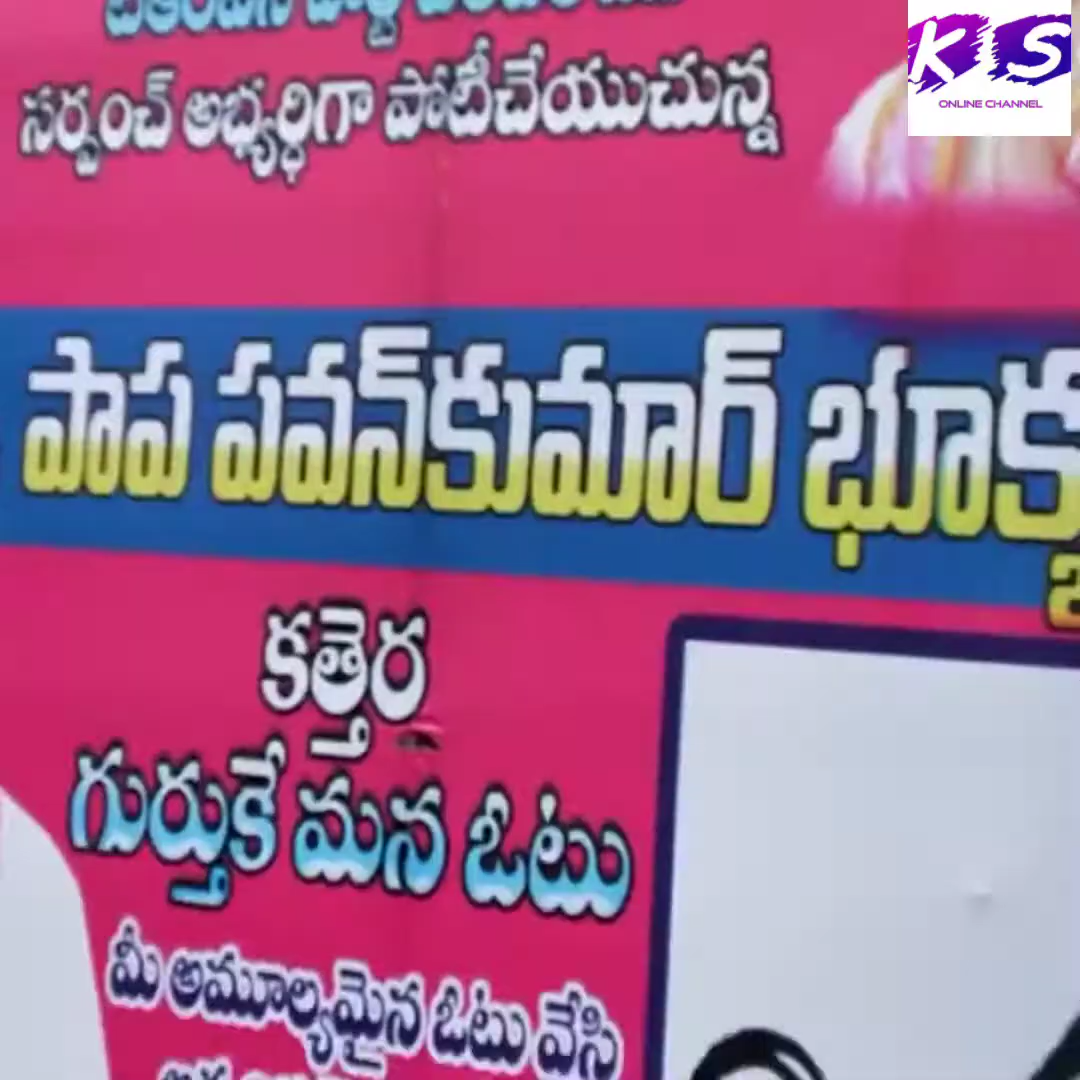 KS
ONLINE CHANNEL
సర్పంచ్ అభ్యర్ధిగా పోటీచేయుచున్న
పాప పవన్‌కుమార్ భూక్య
కత్తెర
గుర్తుకే మన ఓటు
మీ అమూల్యమైన ఓటు వేసి